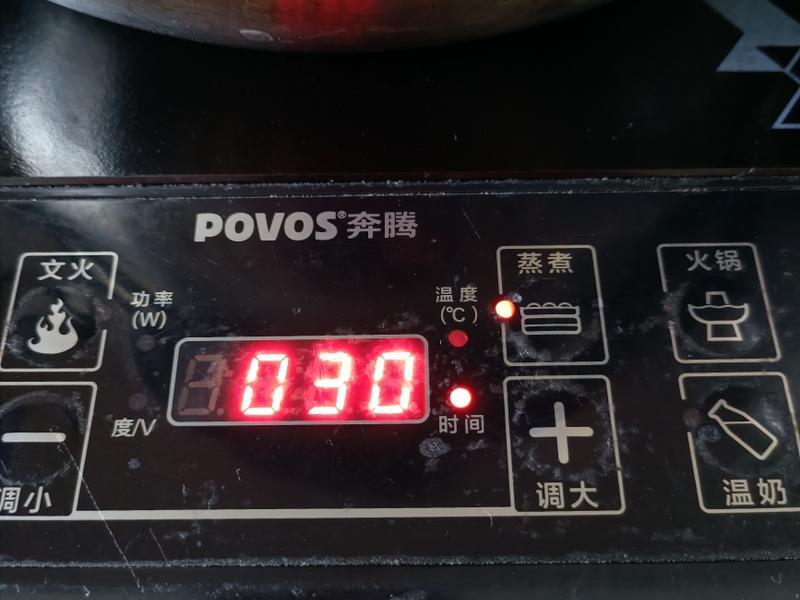 POVOS®奔腾
文火
功率
(W)
温度
(℃)
蒸煮
火锅
030
度/V
时间
调小
调大
温奶